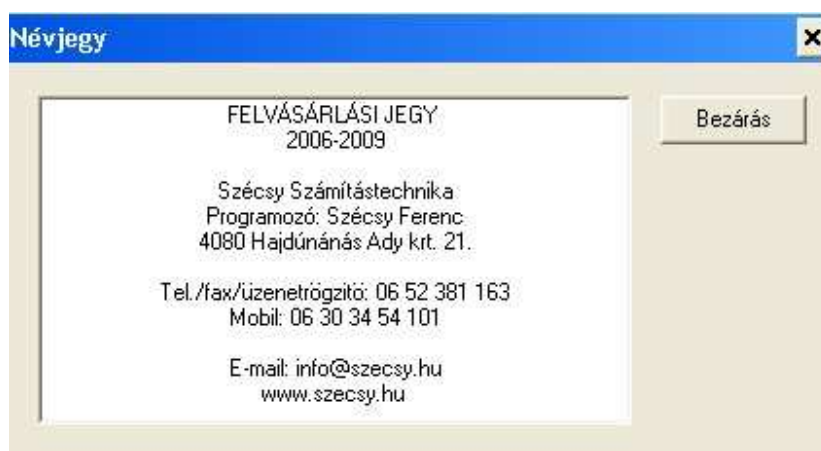 Névjegy
FELVÁSÁRLÁSI JEGY
2006-2009
Bezárás
Szécsy Számítástechnika
Programozó: Szécsy Ferenc
4080 Hajdúnánás Ady krt. 21.
Tel./fax/üzenetrögzitö: 06 52 381 163
Mobil: 06 30 34 54 101
E-mail: info@szecsy.hu
www.szecsy.hu